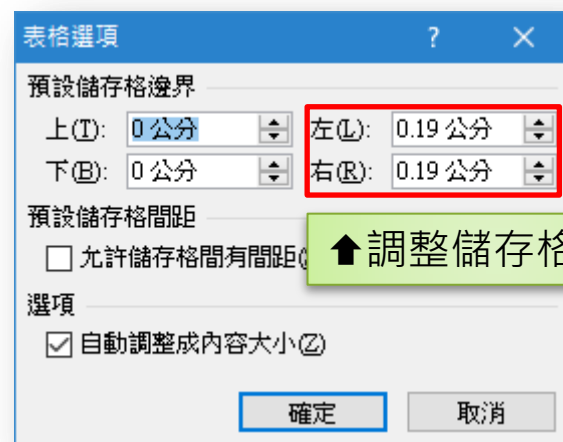 表格選項 ? ×
預設儲存格邊界
上(T): 0 公分 左(L): 0.19 公分
下(B): 0 公分 右(R): 0.19 公分
預設儲存格間距
允許儲存格間有間距(
⬆調整儲存格
選項
自動調整成內容大小(Z)
確定 取消